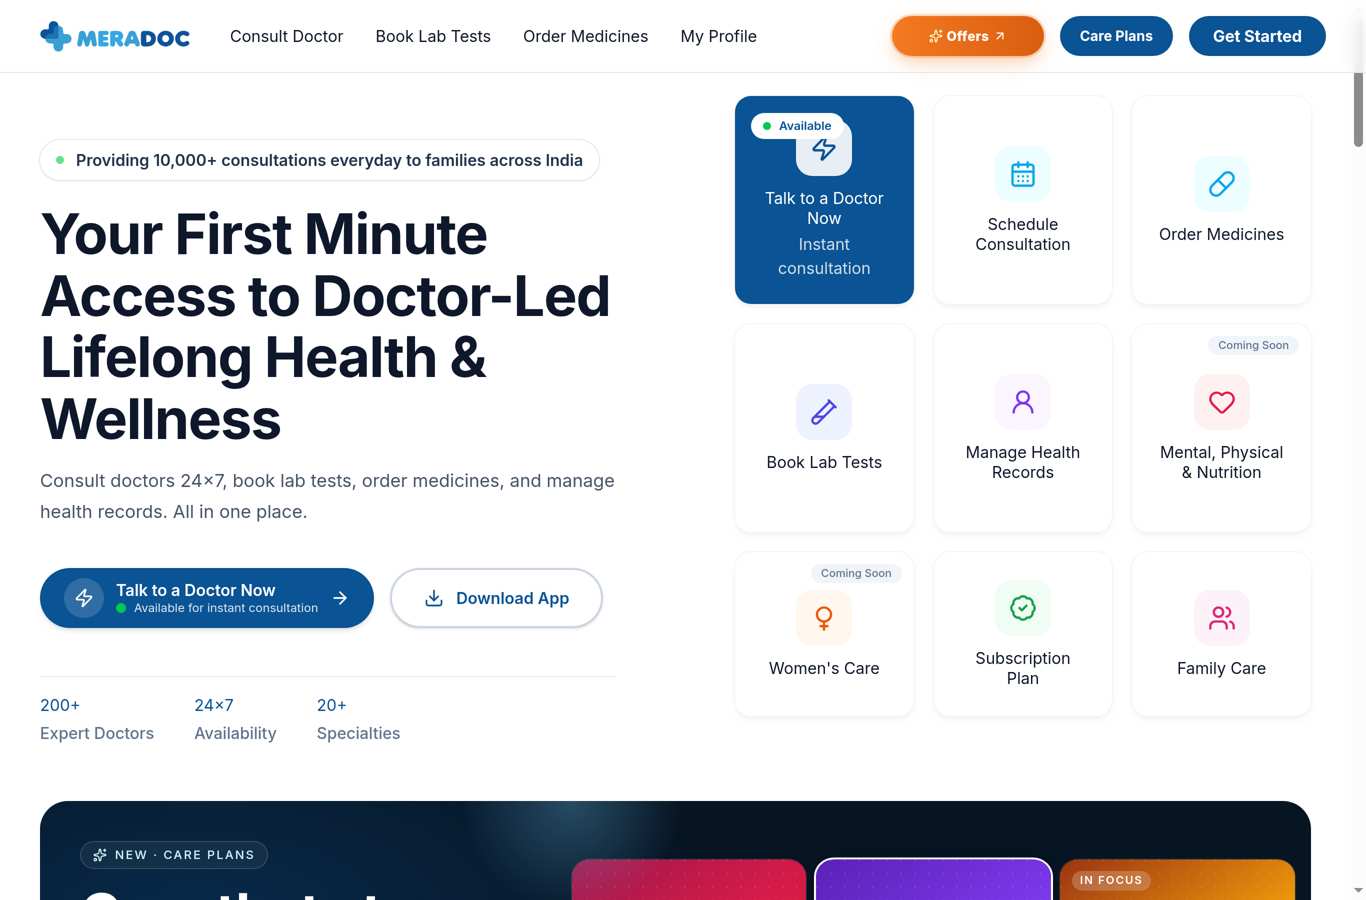 MERADOC
Consult Doctor
Book Lab Tests
Order Medicines
My Profile
Offers
Care Plans
Get Started
Providing 10,000+ consultations everyday to families across India
Your First Minute
Access to Doctor-Led
Lifelong Health &
Wellness
Consult doctors 24×7, book lab tests, order medicines, and manage
health records. All in one place.
Talk to a Doctor Now
Available for instant consultation
Download App
200+
Expert Doctors
24×7
Availability
20+
Specialties
Available
Talk to a Doctor
Now
Instant
consultation
Schedule
Consultation
Order Medicines
Book Lab Tests
Manage Health
Records
Coming Soon
Mental, Physical
& Nutrition
Coming Soon
Women's Care
Subscription
Plan
Family Care
NEW · CARE PLANS
IN FOCUS